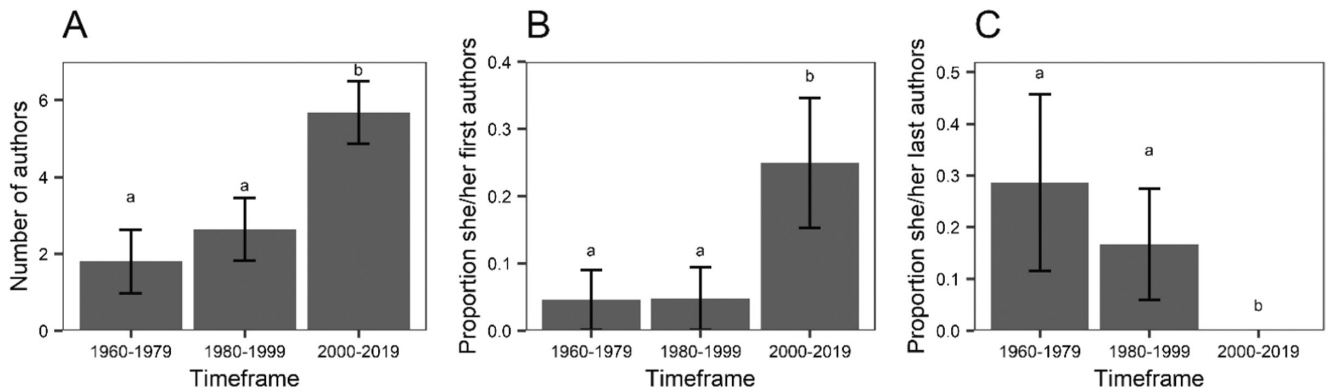 A
Number of authors
6
4
2
0
a
a
b
1960-1979
1980-1999
2000-2019
Timeframe
B
Proportion she/her first authors
0.4
0.3
0.2
0.1
0.0
a
a
b
1960-1979
1980-1999
2000-2019
Timeframe
C
Proportion she/her last authors
0.5
0.4
0.3
0.2
0.1
0.0
a
a
b
1960-1979
1980-1999
2000-2019
Timeframe